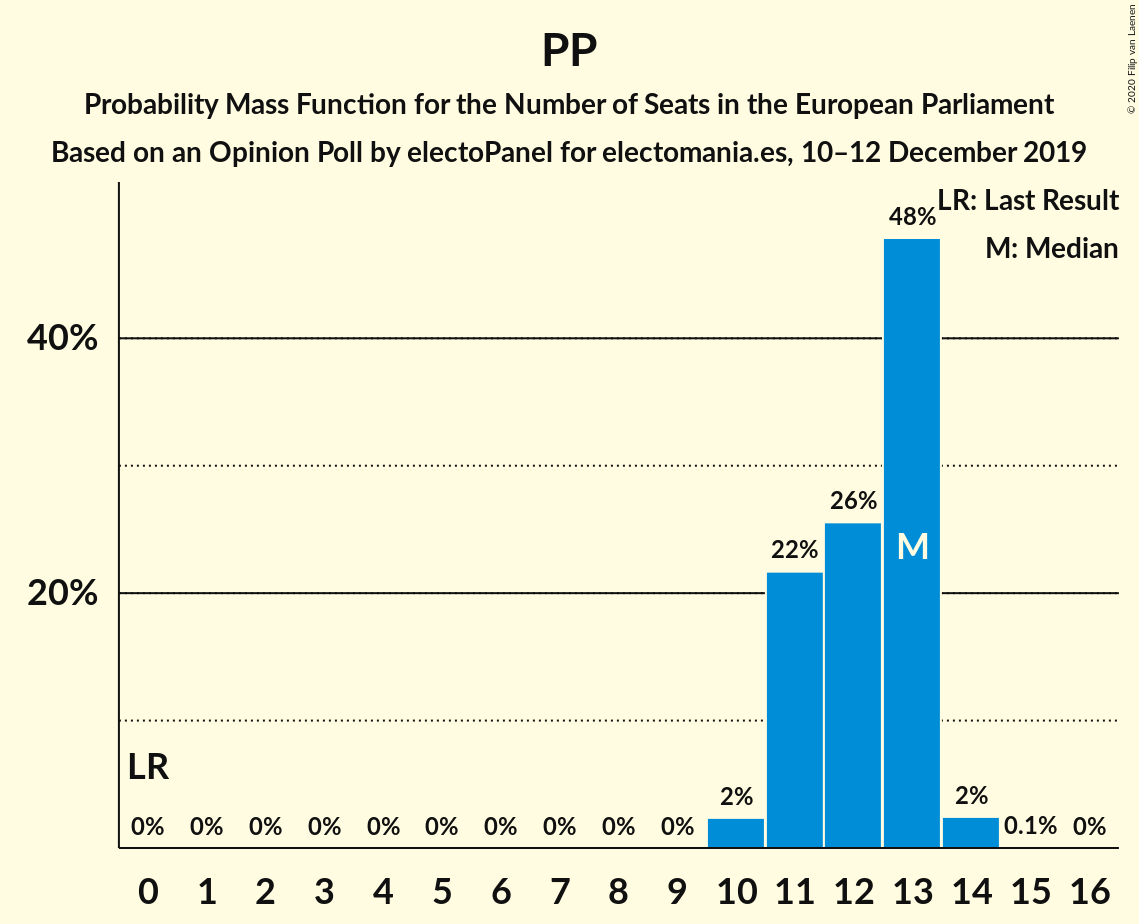 PP
Probability Mass Function for the Number of Seats in the European Parliament
Based on an Opinion Poll by electoPanel for electomania.es, 10–12 December 2019
© 2020 Filip van Laenen
LR: Last Result
M: Median
48%
40%
26%
22%
M
20%
LR
2%
2%
0% 0% 0% 0% 0% 0% 0% 0% 0% 0% 0.1% 0%
0 1 2 3 4 5 6 7 8 9 10 11 12 13 14 15 16